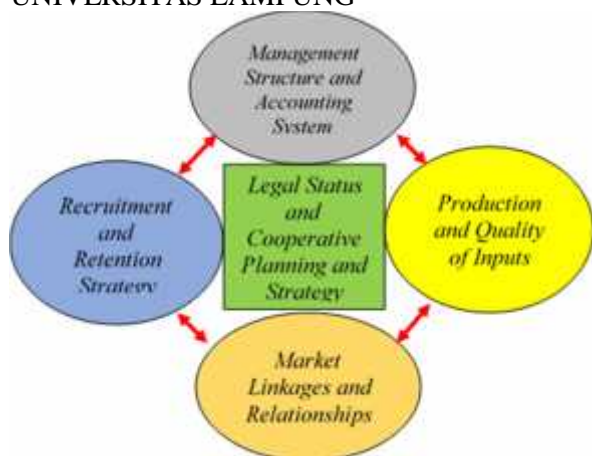 UNIVERSITAS LAMPUNG
Management
Structure and
Accounting
System
Recruitment
and
Retention
Strategy
Legal Status
and
Cooperative
Planning and
Strategy
Production
and Quality
of Inputs
Market
Linkages and
Relationships